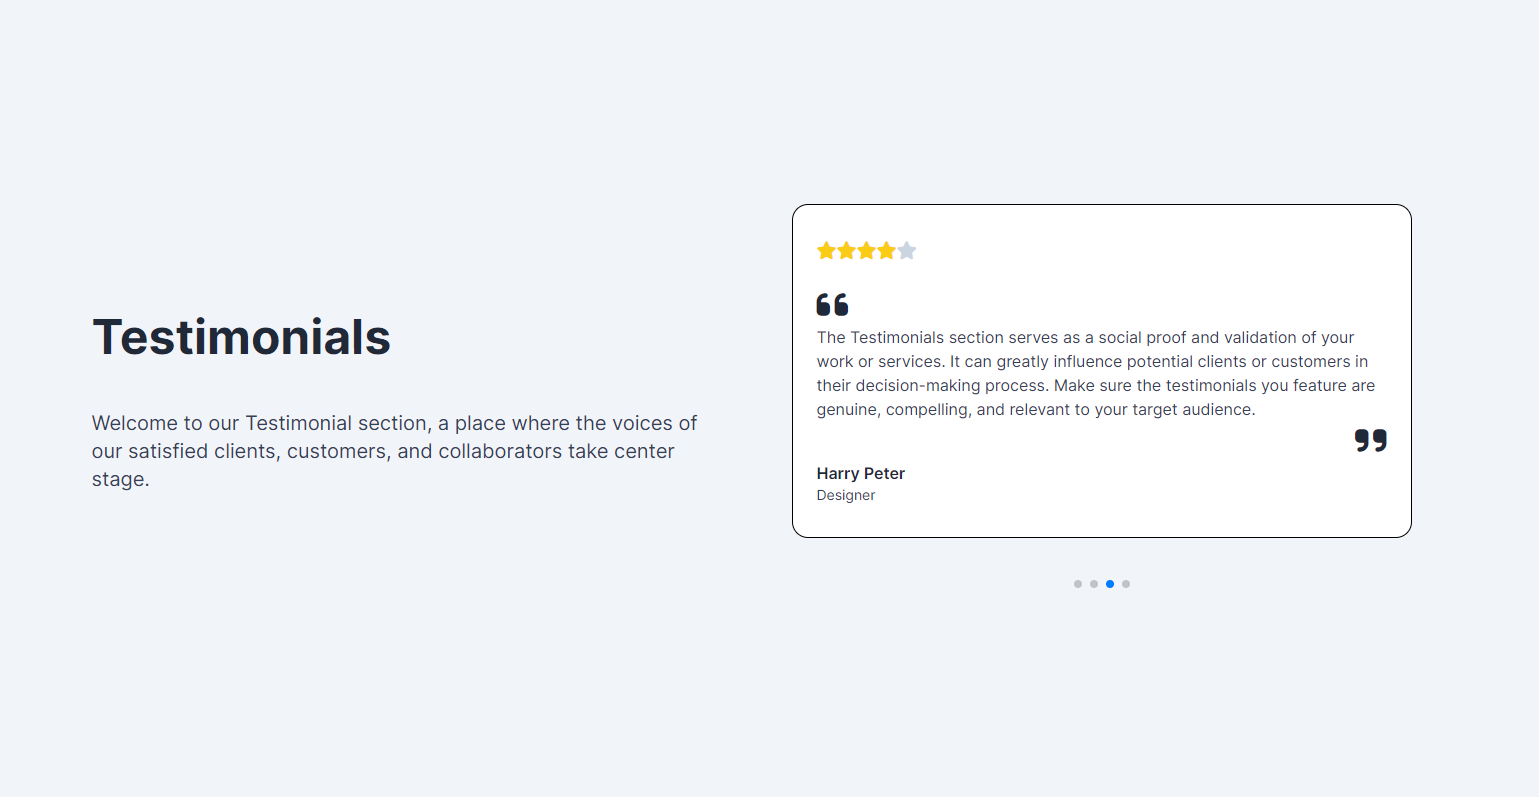 Testimonials
Welcome to our Testimonial section, a place where the voices of
our satisfied clients, customers, and collaborators take center
stage.
“
The Testimonials section serves as a social proof and validation of your
work or services. It can greatly influence potential clients or customers in
their decision-making process. Make sure the testimonials you feature are
genuine, compelling, and relevant to your target audience.
”
Harry Peter
Designer